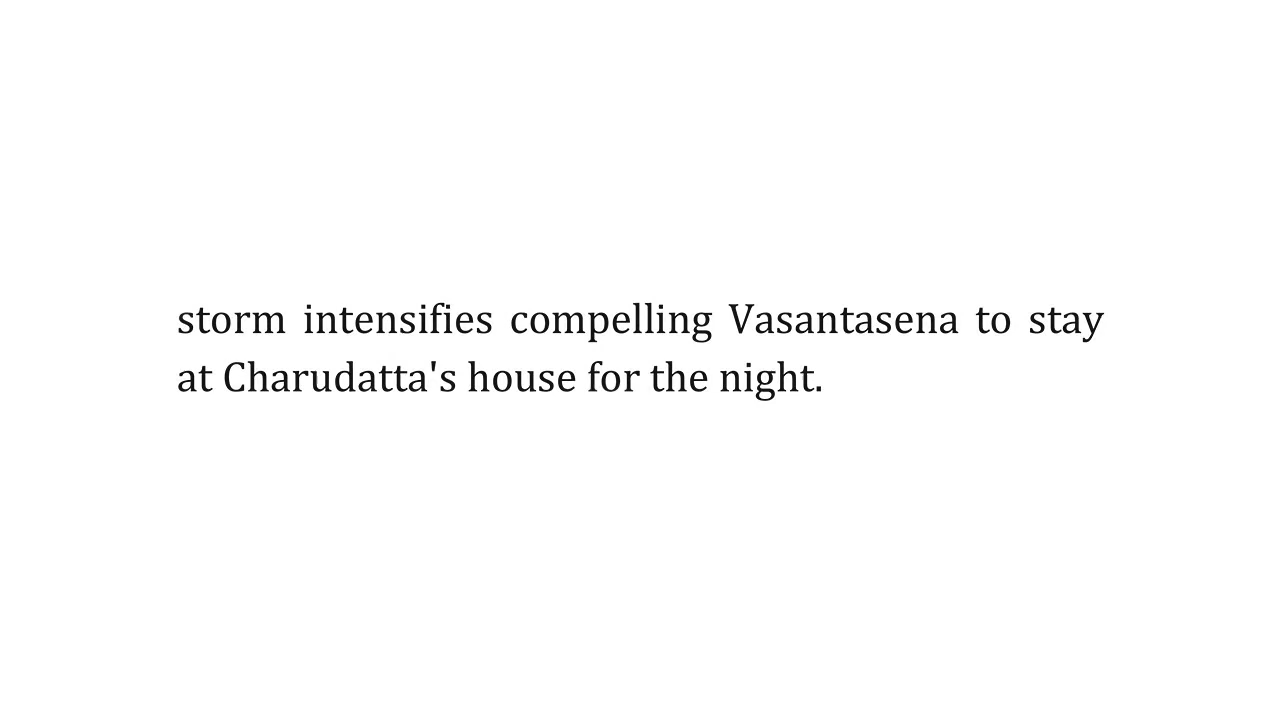 storm intensifies compelling Vasantasena to stay
at Charudatta's house for the night.